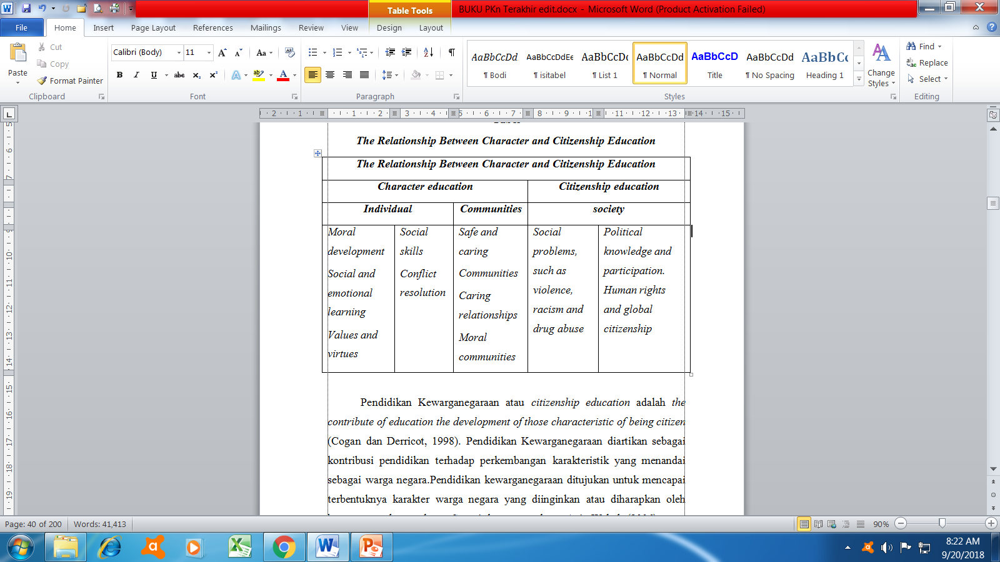 Table Tools
BUKU PKn Terakhir edit.docx - Microsoft Word (Product Activation Failed)
File Home Insert Page Layout References Mailings Review View Design Layout
Paste
Cut
Copy
Format Painter
Clipboard
Calibri (Body) 11
Font
Paragraph
AaBbCcDd AaBbCcDdEe AaBbCcDc AaBbCcDd AaBbCcD AaBbCcDd AaBbCc
¶ Bodi ¶ isitabel ¶ List 1 ¶ Normal Title ¶ No Spacing Heading 1
Change
Styles
Styles
Find
Replace
Select
Editing
The Relationship Between Character and Citizenship Education
The Relationship Between Character and Citizenship Education
Character education Citizenship education
Individual Communities society
Moral
development
Social and
emotional
learning
Values and
virtues
Social
skills
Conflict
resolution
Safe and
caring
Communities
Caring
relationships
Moral
communities
Social
problems,
such as
violence,
racism and
drug abuse
Political
knowledge and
participation.
Human rights
and global
citizenship
Pendidikan Kewarganegaraan atau citizenship education adalah the
contribute of education the development of those characteristic of being citizen
(Cogan dan Derricot, 1998). Pendidikan Kewarganegaraan diartikan sebagai
kontribusi pendidikan terhadap perkembangan karakteristik yang menandai
sebagai warga negara.Pendidikan kewarganegaraan ditujukan untuk mencapai
terbentuknya karakter warga negara yang diinginkan atau diharapkan oleh
Page: 40 of 200 Words: 41,413
90%
8:22 AM
9/20/2018